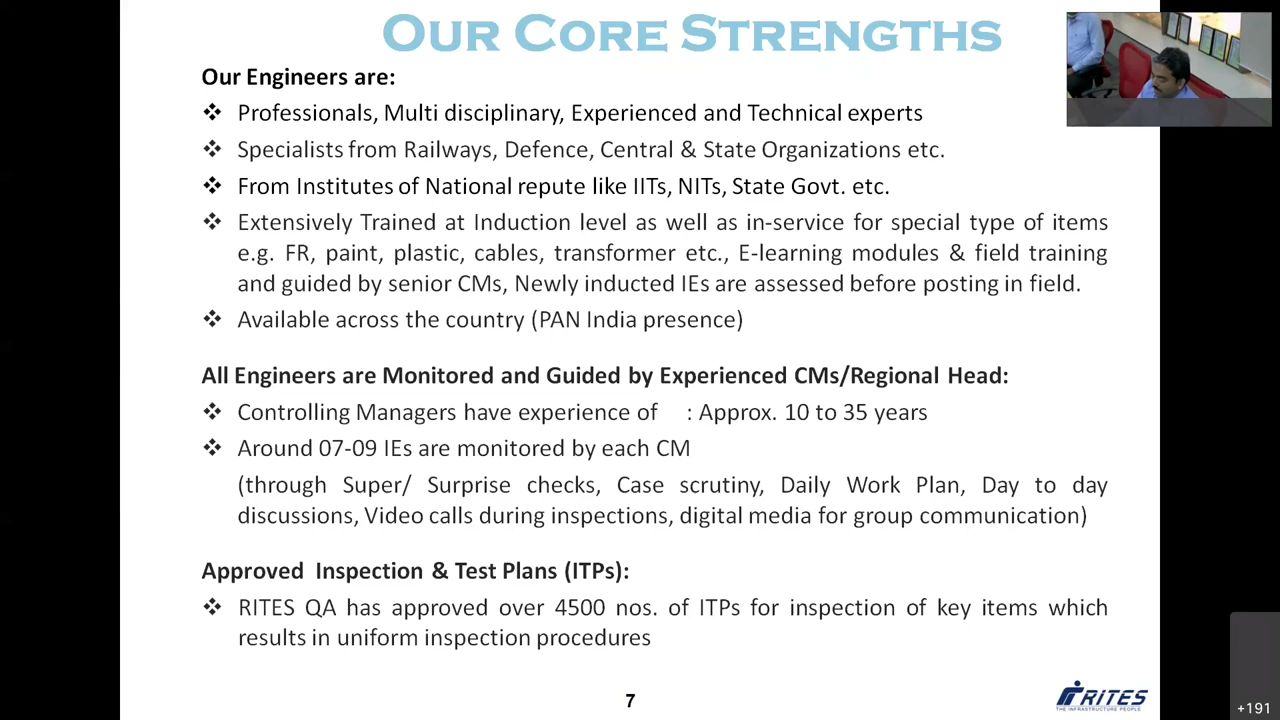 OUR CORE STRENGTHS
Our Engineers are:
❖ Professionals, Multi disciplinary, Experienced and Technical experts
❖ Specialists from Railways, Defence, Central & State Organizations etc.
❖ From Institutes of National repute like IITs, NITs, State Govt. etc.
❖ Extensively Trained at Induction level as well as in-service for special type of items
e.g. FR, paint, plastic, cables, transformer etc., E-learning modules & field training
and guided by senior CMs, Newly inducted IEs are assessed before posting in field.
❖ Available across the country (PAN India presence)
All Engineers are Monitored and Guided by Experienced CMs/Regional Head:
❖ Controlling Managers have experience of : Approx. 10 to 35 years
❖ Around 07-09 IEs are monitored by each CM
(through Super/ Surprise checks, Case scrutiny, Daily Work Plan, Day to day
discussions, Video calls during inspections, digital media for group communication)
Approved Inspection & Test Plans (ITPs):
❖ RITES QA has approved over 4500 nos. of ITPs for inspection of key items which
results in uniform inspection procedures
7
RITES
THE INFRASTRUCTURE PEOPLE
+191